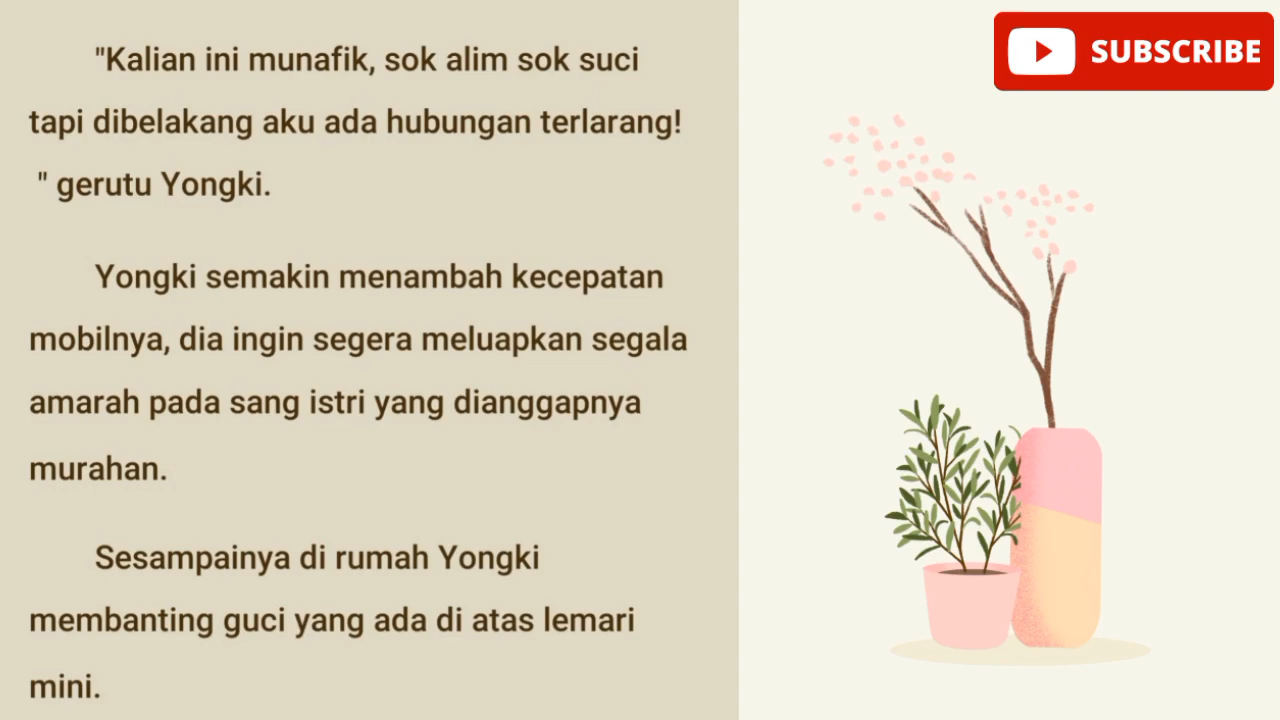 "Kalian ini munafik, sok alim sok suci
tapi dibelakang aku ada hubungan terlarang!
" gerutu Yongki.
Yongki semakin menambah kecepatan
mobilnya, dia ingin segera meluapkan segala
amarah pada sang istri yang dianggapnya
murahan.
Sesampainya di rumah Yongki
membanting guci yang ada di atas lemari
mini.
SUBSCRIBE